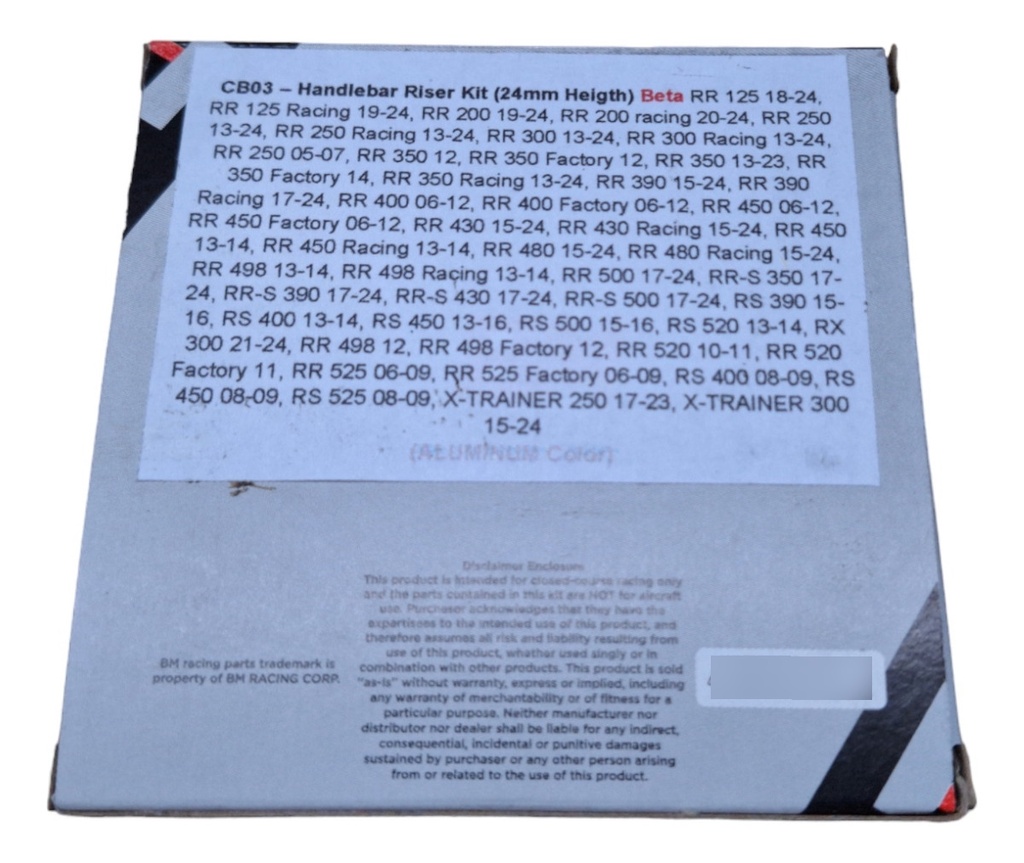 CB03 – Handlebar Riser Kit (24mm Heigth) Beta RR 125 18-24,
RR 125 Racing 19-24, RR 200 19-24, RR 200 racing 20-24, RR 250
13-24, RR 250 Racing 13-24, RR 300 13-24, RR 300 Racing 13-24,
RR 250 05-07, RR 350 12, RR 350 Factory 12, RR 350 13-23, RR
350 Factory 14, RR 350 Racing 13-24, RR 390 15-24, RR 390
Racing 17-24, RR 400 06-12, RR 400 Factory 06-12, RR 450 06-12,
RR 450 Factory 06-12, RR 430 15-24, RR 430 Racing 15-24, RR 450
13-14, RR 450 Racing 13-14, RR 480 15-24, RR 480 Racing 15-24,
RR 498 13-14, RR 498 Racing 13-14, RR 500 17-24, RR-S 350 17-
24, RR-S 390 17-24, RR-S 430 17-24, RR-S 500 17-24, RS 390 15-
16, RS 400 13-14, RS 450 13-16, RS 500 15-16, RS 520 13-14, RX
300 21-24, RR 498 12, RR 498 Factory 12, RR 520 10-11, RR 520
Factory 11, RR 525 06-09, RR 525 Factory 06-09, RS 400 08-09, RS
450 08-09, RS 525 08-09, X-TRAINER 250 17-23, X-TRAINER 300
15-24
(ALUMINUM Color)
Disclaimer Enclosure
This product is intended for closed-course racing only
and the parts contained in this kit are NOT for aircraft
use. Purchaser acknowledges that they have the
expertisees to the intended use of this product, and
therefore assumes all risk and liability resulting from
use of this product, whether used singly or in
combination with other products. This product is sold
"as-is" without warranty, express or implied, including
any warranty of merchantability or of fitness for a
particular purpose. Neither manufacturer nor
distributor nor dealer shall be liable for any indirect,
consequential, incidental or punitive damages
sustained by purchaser or any other person arising
from or related to the use of this product.
BM racing parts trademark is
property of BM RACING CORP.